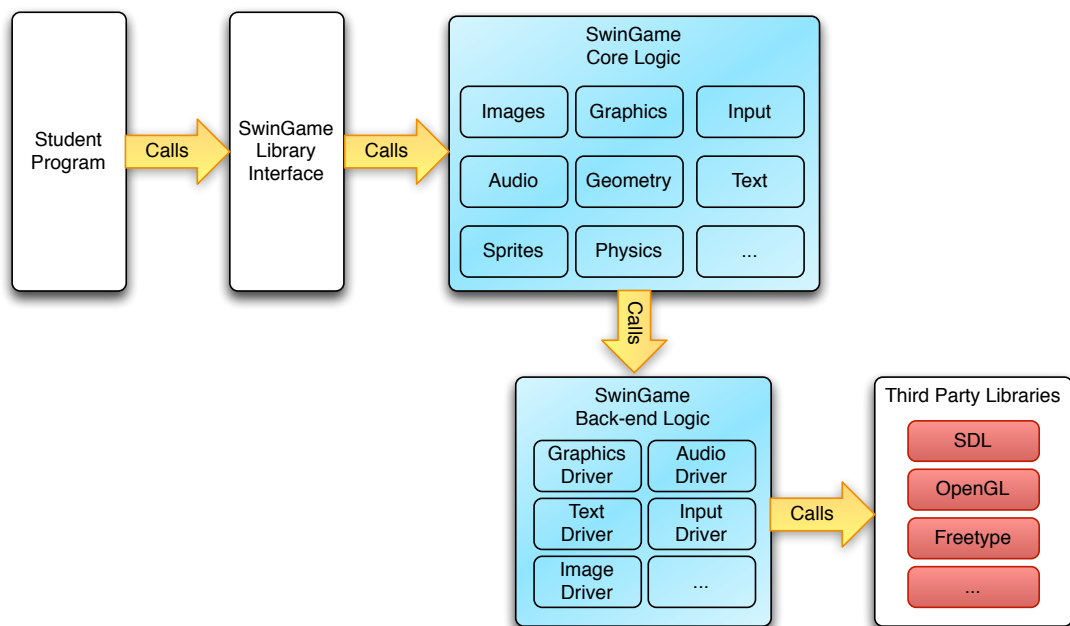 Student
Program
Calls
SwinGame
Library
Interface
Calls
SwinGame
Core Logic
Images
Graphics
Input
Audio
Geometry
Text
Sprites
Physics
...
Calls
SwinGame
Back-end Logic
Graphics
Driver
Audio
Driver
Text
Driver
Input
Driver
Image
Driver
...
Calls
Third Party Libraries
SDL
OpenGL
Freetype
...